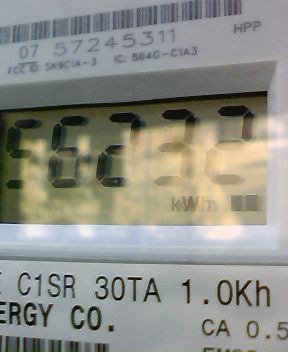 HPP
07 57245311
FCC ID: SK9C1A-3 IC: 864G-C1A3
56232
kWh
C1SR 30TA 1.0Kh
ERGY CO.
CA 0.5